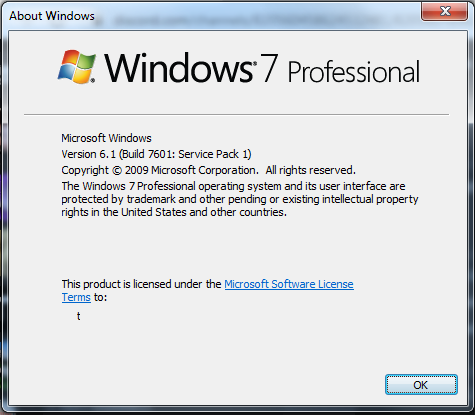 About Windows
Windows® 7 Professional
Microsoft Windows
Version 6.1 (Build 7601: Service Pack 1)
Copyright © 2009 Microsoft Corporation. All rights reserved.
The Windows 7 Professional operating system and its user interface are
protected by trademark and other pending or existing intellectual property
rights in the United States and other countries.
This product is licensed under the Microsoft Software License
Terms to:
t
OK